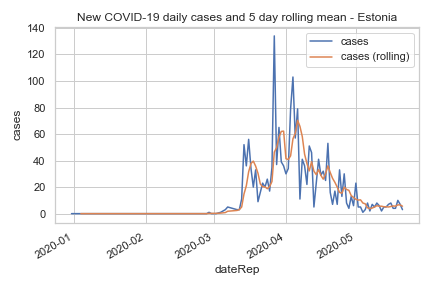 New COVID-19 daily cases and 5 day rolling mean - Estonia
cases
cases (rolling)
140
120
100
80
60
40
20
0
cases
2020-01
2020-02
2020-03
2020-04
2020-05
dateRep